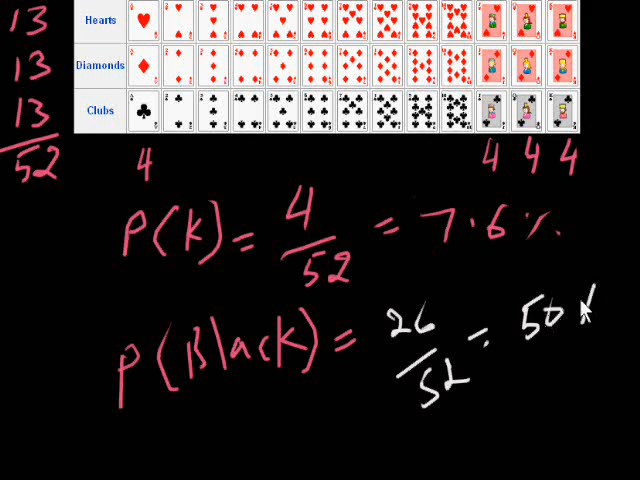 13
Hearts
13
Diamonds
13
Clubs
52
4 4 4 4
P(K) = 4/52 = 7.6%.
P(Black) = 26/52 = 50%